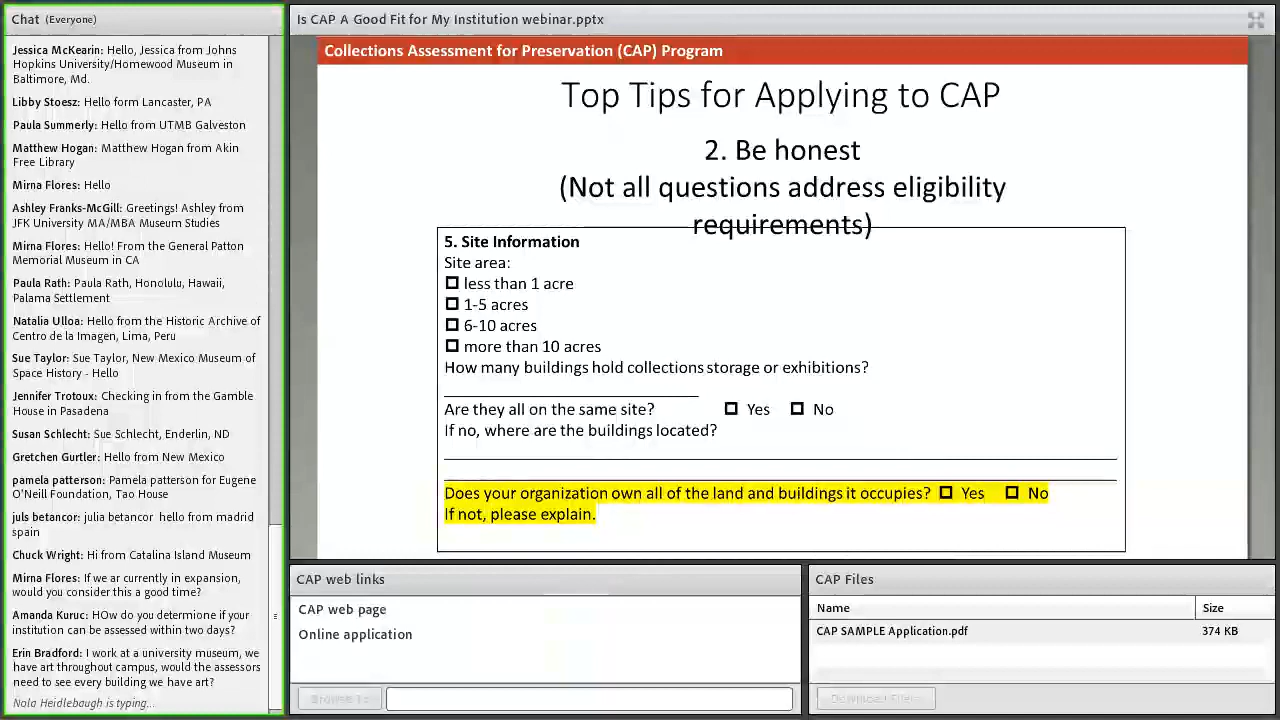 Chat (Everyone)
Jessica McKearin: Hello, Jessica from Johns
Hopkins University/Homewood Museum in
Baltimore, Md.
Libby Stoesz: Hello form Lancaster, PA
Paula Summerly: Hello from UTMB Galveston
Matthew Hogan: Matthew Hogan from Akin
Free Library
Mirna Flores: Hello
Ashley Franks-McGill: Greetings! Ashley from
JFK University MA/MBA Museum Studies
Mirna Flores: Hello! From the General Patton
Memorial Museum in CA
Paula Rath: Paula Rath, Honolulu, Hawaii,
Palama Settlement
Natalia Ulloa: Hello from the Historic Archive of
Centro de la Imagen, Lima, Peru
Sue Taylor: Sue Taylor, New Mexico Museum of
Space History - Hello
Jennifer Trotoux: Checking in from the Gamble
House in Pasadena
Susan Schlecht: Sue Schlecht, Enderlin, ND
Gretchen Gurtler: Hello from New Mexico
pamela patterson: Pamela patterson for Eugene
O'Neill Foundation, Tao House
juls betancor: julia betancor hello from madrid
spain
Chuck Wright: Hi from Catalina Island Museum
Mirna Flores: If we ar currently in expansion,
would you consider this a good time?
Amanda Kuruc: HOw do you determine if your
institution can be assessed within two days?
Erin Bradford: I work at a university museum, we
have art throughout campus, would the assessors
need to see every building we have art?
Nola Heidlebaugh is typing...
Is CAP A Good Fit for My Institution webinar.pptx
Collections Assessment for Preservation (CAP) Program
Top Tips for Applying to CAP
2. Be honest
(Not all questions address eligibility
requirements)
5. Site Information
Site area:
less than 1 acre
1-5 acres
6-10 acres
more than 10 acres
How many buildings hold collections storage or exhibitions?
Are they all on the same site? Yes No
If no, where are the buildings located?
Does your organization own all of the land and buildings it occupies? Yes No
If not, please explain.
CAP web links
CAP web page
Online application
Browse To
CAP Files
Name Size
CAP SAMPLE Application.pdf 374 KB
Download File(s)